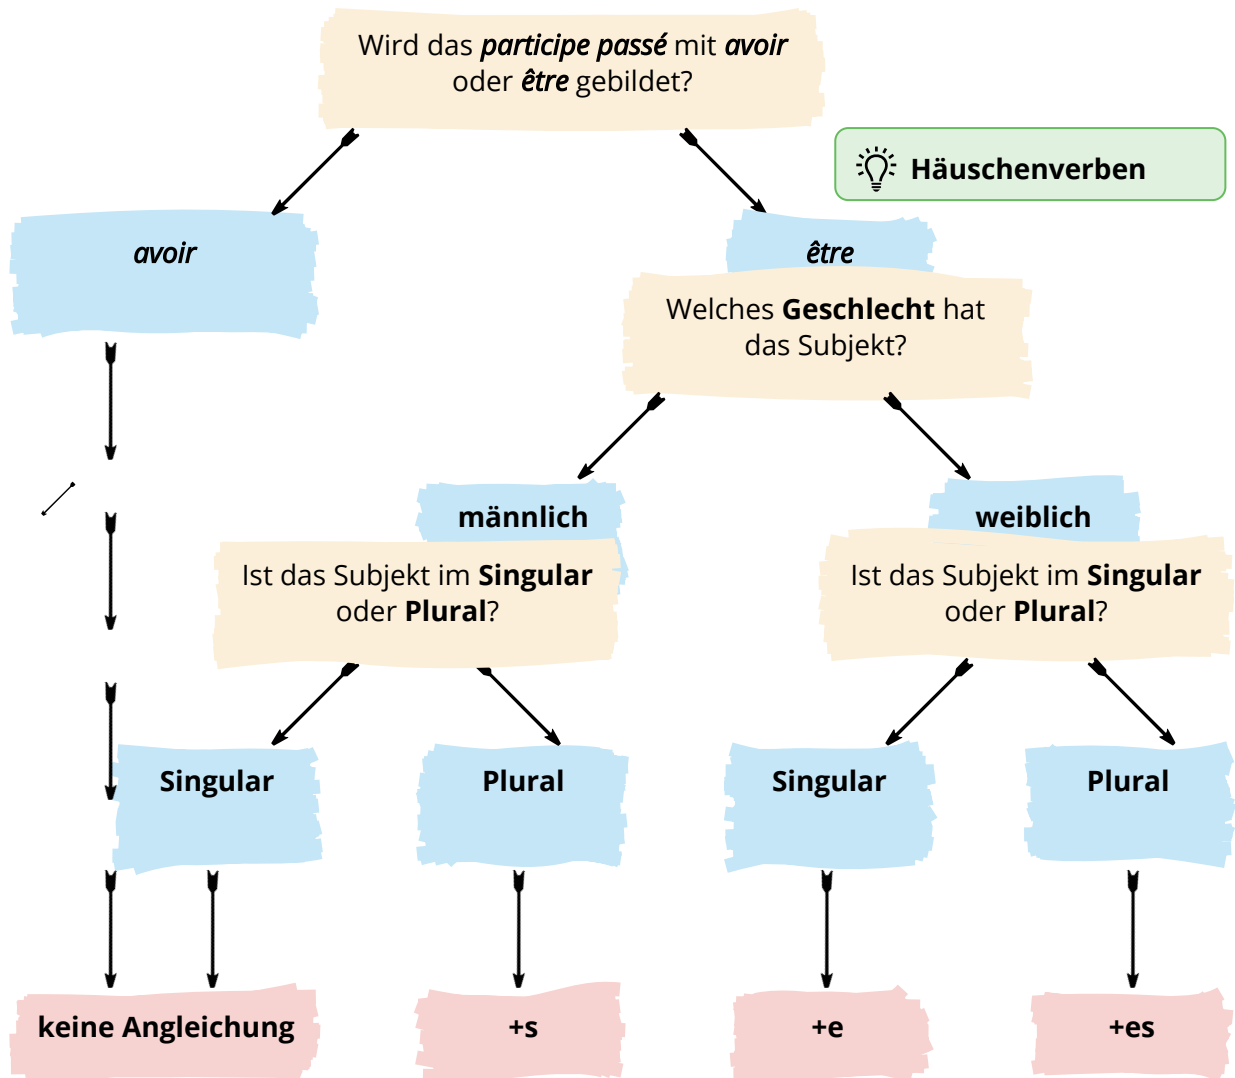 Wird das participe passé mit avoir
oder être gebildet?
Häuschenverben
avoir
être
Welches Geschlecht hat
das Subjekt?
männlich
weiblich
Ist das Subjekt im Singular
oder Plural?
Ist das Subjekt im Singular
oder Plural?
Singular
Plural
Singular
Plural
keine Angleichung
+s
+e
+es